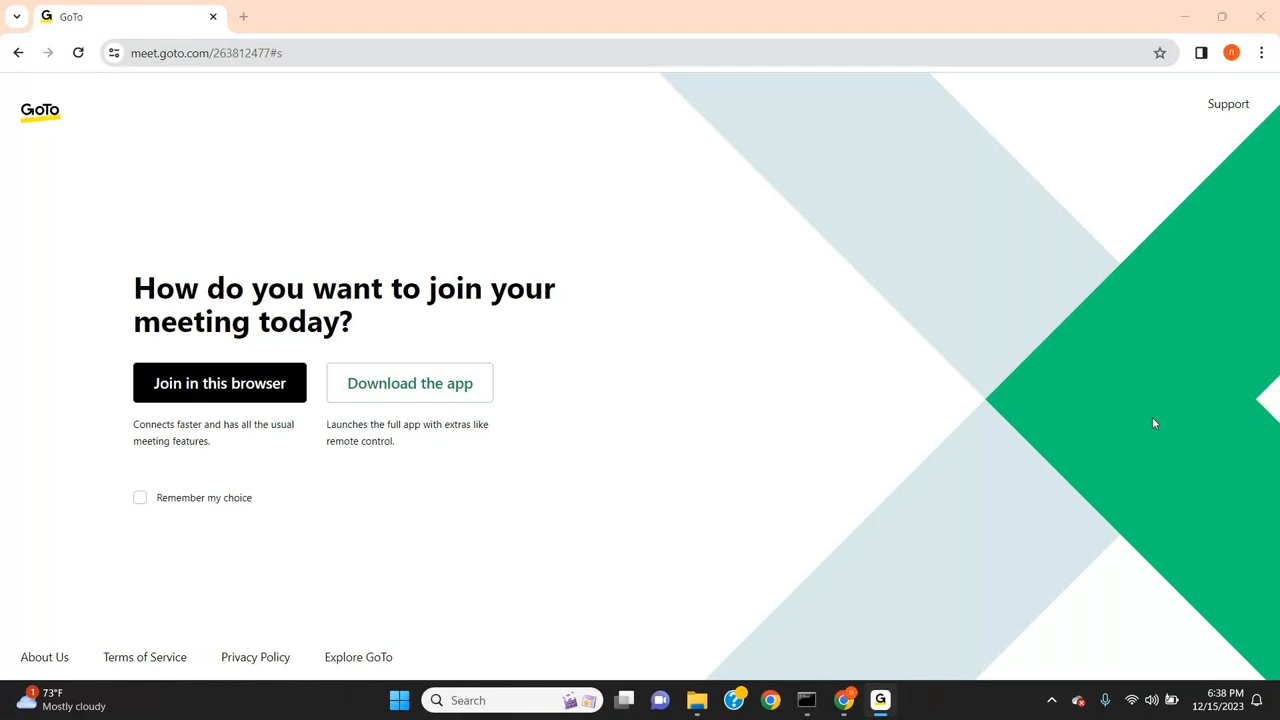 GoTo
meet.goto.com/263812477#s
n
GoTo
Support
How do you want to join your
meeting today?
Join in this browser
Download the app
Connects faster and has all the usual
meeting features.
Launches the full app with extras like
remote control.
Remember my choice
About Us
Terms of Service
Privacy Policy
Explore GoTo
1
73°F
Mostly cloudy
Search
6:38 PM
12/15/2023